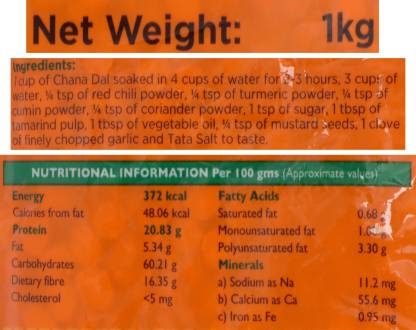 Net Weight: 1kg
Ingredients:
1cup of Chana Dal soaked in 4 cups of water for 2-3 hours, 3 cups of
water, ¼ tsp of red chili powder, ¼ tsp of turmeric powder, ¼ tsp of
cumin powder, ¼ tsp of coriander powder, 1 tsp of sugar, 1 tbsp of
tamarind pulp, 1 tbsp of vegetable oil, ¼ tsp of mustard seeds, 1 clove
of finely chopped garlic and Tata Salt to taste.
NUTRITIONAL INFORMATION Per 100 gms (Approximate values)
Energy 372 kcal Fatty Acids
Calories from fat 48.06 kcal Saturated fat 0.68
Protein 20.83 g Monounsaturated fat
Fat 5.34 g Polyunsaturated fat 3.30 g
Carbohydrates 60.21 g Minerals
Dietary fibre 16.35 g a) Sodium as Na 11.2 mg
Cholesterol <5 mg b) Calcium as Ca 55.6 mg
c) Iron as Fe 0.95 mg